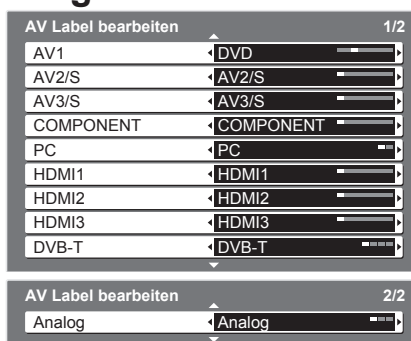 AV Label bearbeiten 1/2
AV1 DVD
AV2/S AV2/S
AV3/S AV3/S
COMPONENT COMPONENT
PC PC
HDMI1 HDMI1
HDMI2 HDMI2
HDMI3 HDMI3
DVB-T DVB-T
AV Label bearbeiten 2/2
Analog Analog